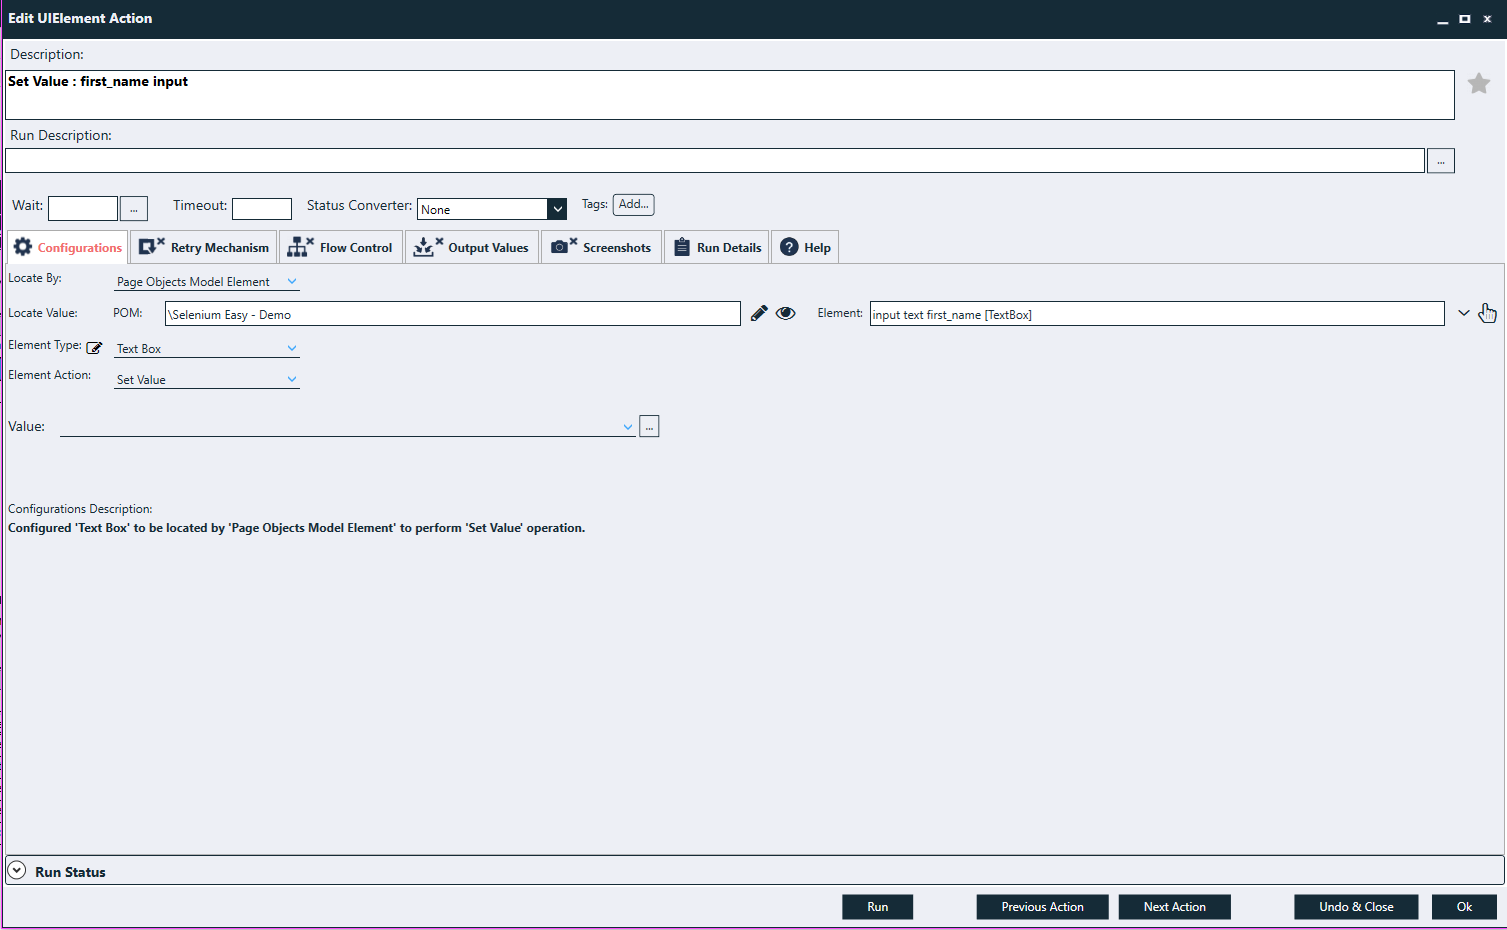 Edit UIElement Action
Description:
Set Value : first_name input
Run Description:
...
Wait: ... Timeout: Status Converter: None Tags: Add...
Configurations Retry Mechanism Flow Control Output Values Screenshots Run Details ? Help
Locate By: Page Objects Model Element
Locate Value: POM: \Selenium Easy - Demo Element: input text first_name [TextBox]
Element Type: Text Box
Element Action: Set Value
Value: ...
Configurations Description:
Configured 'Text Box' to be located by 'Page Objects Model Element' to perform 'Set Value' operation.
Run Status
Run Previous Action Next Action Undo & Close Ok